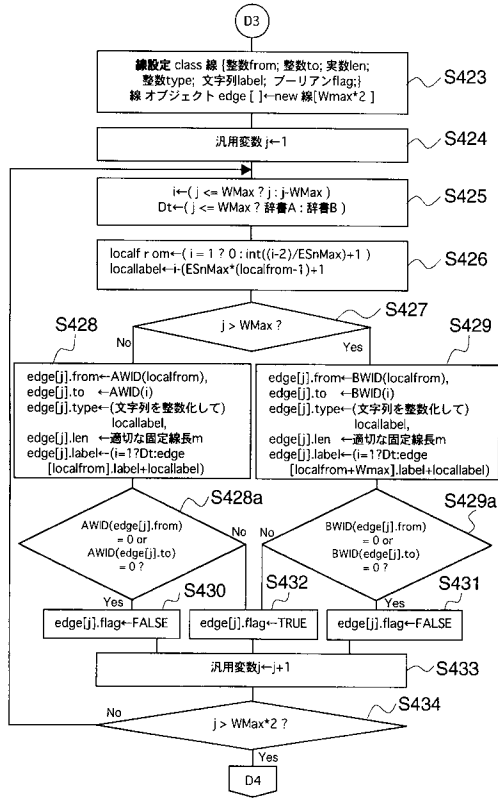 D3
線設定 class 線 {整数from; 整数to; 実数len;
整数type; 文字列label; ブーリアンflag;}
線 オブジェクト edge [ ]←new 線[Wmax*2 ]
S423
汎用変数j←1
S424
i←( j <= WMax ? j : j-WMax )
Dt←( j <= WMax ? 辞書A : 辞書B )
S425
localf r om←( i = 1 ? 0 : int((i-2)/ESnMax)+1 )
locallabel←i-(ESnMax*(localfrom-1)+1
S426
j > WMax ?
S427
No
Yes
S428
edge[j].from←AWID(localfrom),
edge[j].to ←AWID(i)
edge[j].type←(文字列を整数化して)
locallabel,
edge[j].len ←適切な固定線長m
edge[j].label←(i=1?Dt:edge
[localfrom].label+locallabel)
S429
edge[j].from←BWID(localfrom),
edge[j].to ←BWID(i)
edge[j].type←(文字列を整数化して)
locallabel,
edge[j].len ←適切な固定線長m
edge[j].label←(i=1?Dt:edge
[localfrom+Wmax].label+locallabel)
S428a
AWID(edge[j].from)
= 0 or
AWID(edge[j].to)
= 0 ?
No
Yes
S429a
BWID(edge[j].from)
= 0 or
BWID(edge[j].to)
= 0 ?
No
Yes
S430
edge[j].flag←FALSE
S432
edge[j].flag←TRUE
S431
edge[j].flag←FALSE
汎用変数j←j+1
S433
j > WMax*2 ?
S434
No
Yes
D4